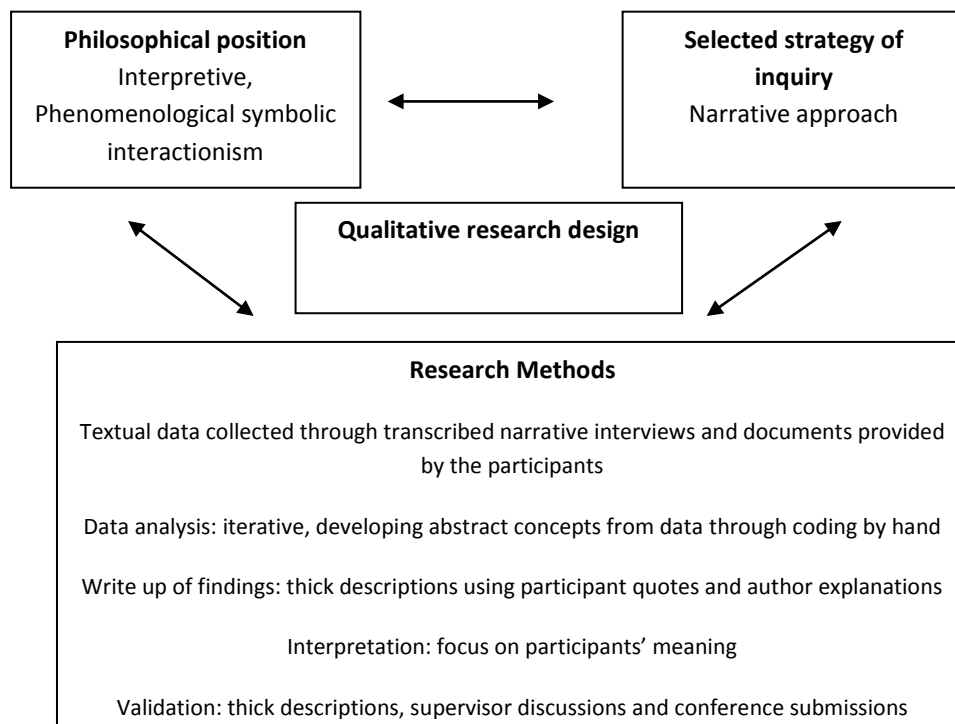 Philosophical position
Interpretive,
Phenomenological symbolic
interactionism
Selected strategy of
inquiry
Narrative approach
Qualitative research design
Research Methods
Textual data collected through transcribed narrative interviews and documents provided
by the participants
Data analysis: iterative, developing abstract concepts from data through coding by hand
Write up of findings: thick descriptions using participant quotes and author explanations
Interpretation: focus on participants’ meaning
Validation: thick descriptions, supervisor discussions and conference submissions